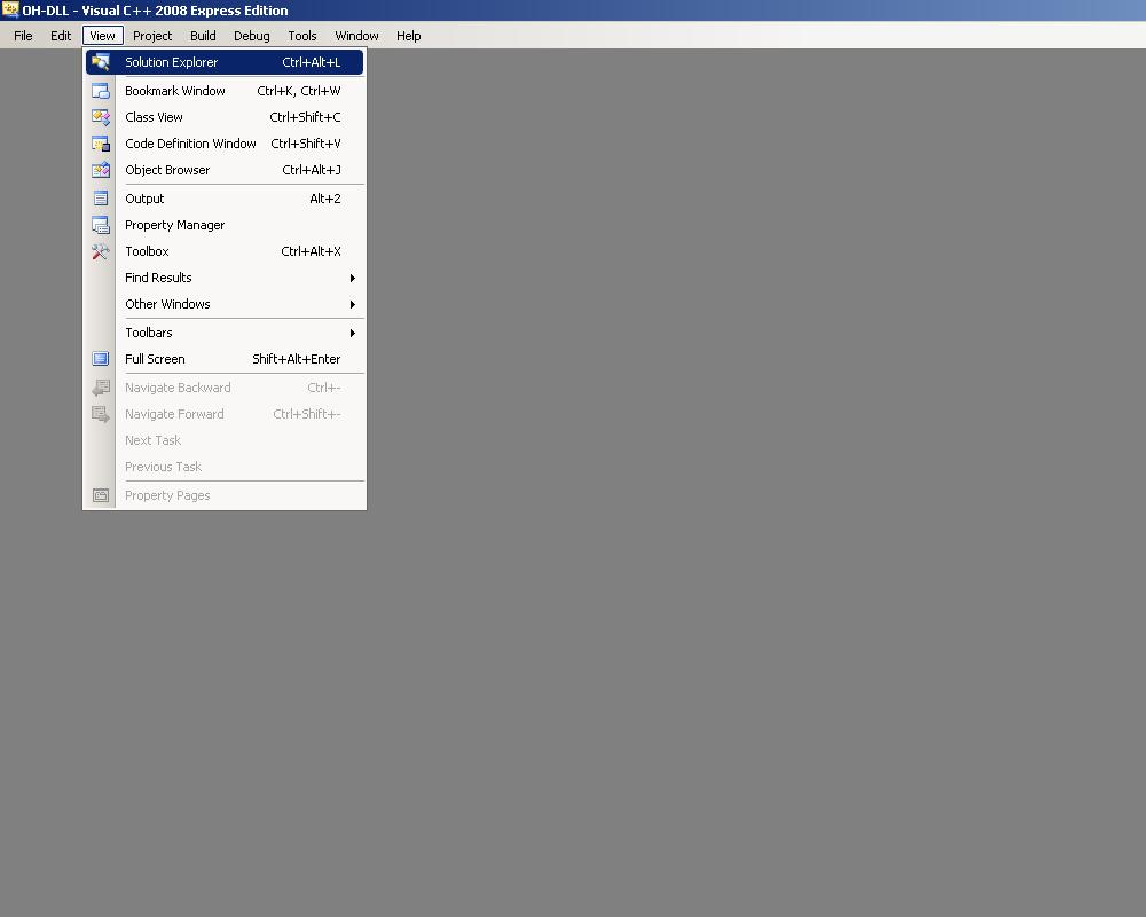 OH-DLL - Visual C++ 2008 Express Edition
File Edit View Project Build Debug Tools Window Help
Solution Explorer Ctrl+Alt+L
Bookmark Window Ctrl+K, Ctrl+W
Class View Ctrl+Shift+C
Code Definition Window Ctrl+Shift+V
Object Browser Ctrl+Alt+J
Output Alt+2
Property Manager
Toolbox Ctrl+Alt+X
Find Results
Other Windows
Toolbars
Full Screen Shift+Alt+Enter
Navigate Backward Ctrl+-
Navigate Forward Ctrl+Shift+-
Next Task
Previous Task
Property Pages